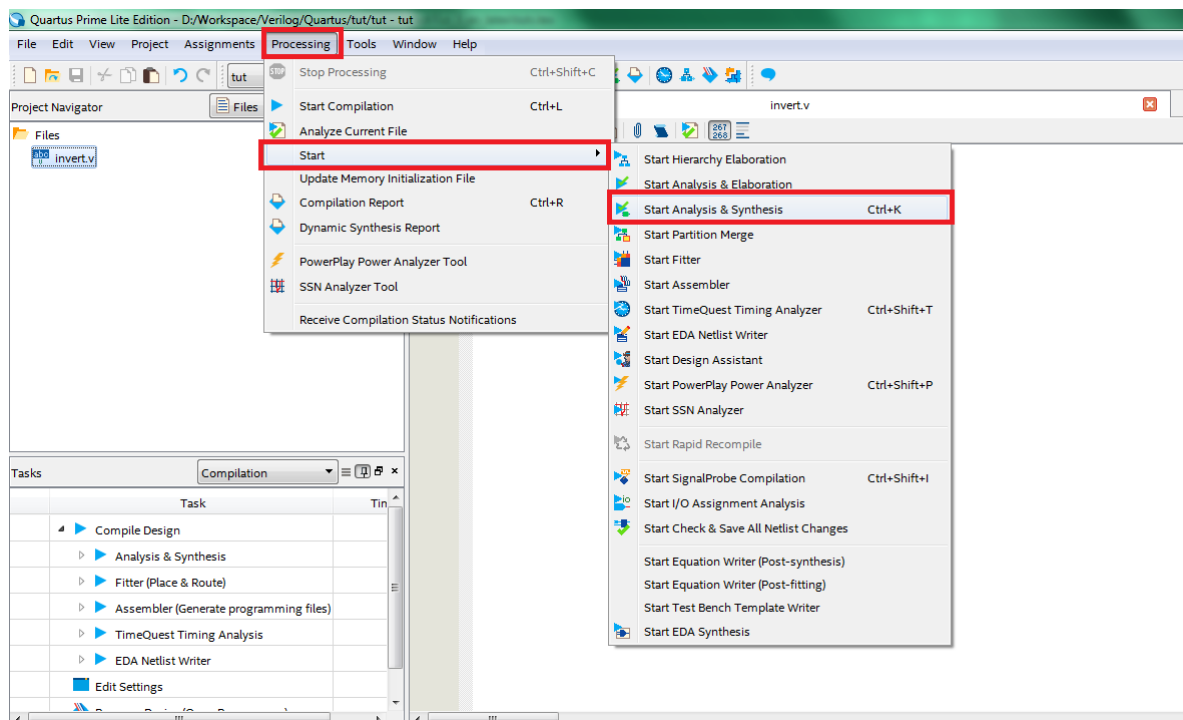 Quartus Prime Lite Edition - D:/Workspace/Verilog/Quartus/tut/tut - tut
File Edit View Project Assignments Processing Tools Window Help
tut
Project Navigator Files
Files
invert.v
Stop Processing Ctrl+Shift+C
Start Compilation Ctrl+L
Analyze Current File
Start
Update Memory Initialization File
Compilation Report Ctrl+R
Dynamic Synthesis Report
PowerPlay Power Analyzer Tool
SSN Analyzer Tool
Receive Compilation Status Notifications
invert.v
267
268
Start Hierarchy Elaboration
Start Analysis & Elaboration
Start Analysis & Synthesis Ctrl+K
Start Partition Merge
Start Fitter
Start Assembler
Start TimeQuest Timing Analyzer Ctrl+Shift+T
Start EDA Netlist Writer
Start Design Assistant
Start PowerPlay Power Analyzer Ctrl+Shift+P
Start SSN Analyzer
Start Rapid Recompile
Start SignalProbe Compilation Ctrl+Shift+I
Start I/O Assignment Analysis
Start Check & Save All Netlist Changes
Start Equation Writer (Post-synthesis)
Start Equation Writer (Post-fitting)
Start Test Bench Template Writer
Start EDA Synthesis
Tasks Compilation
Task Tin
Compile Design
Analysis & Synthesis
Fitter (Place & Route)
Assembler (Generate programming files)
TimeQuest Timing Analysis
EDA Netlist Writer
Edit Settings